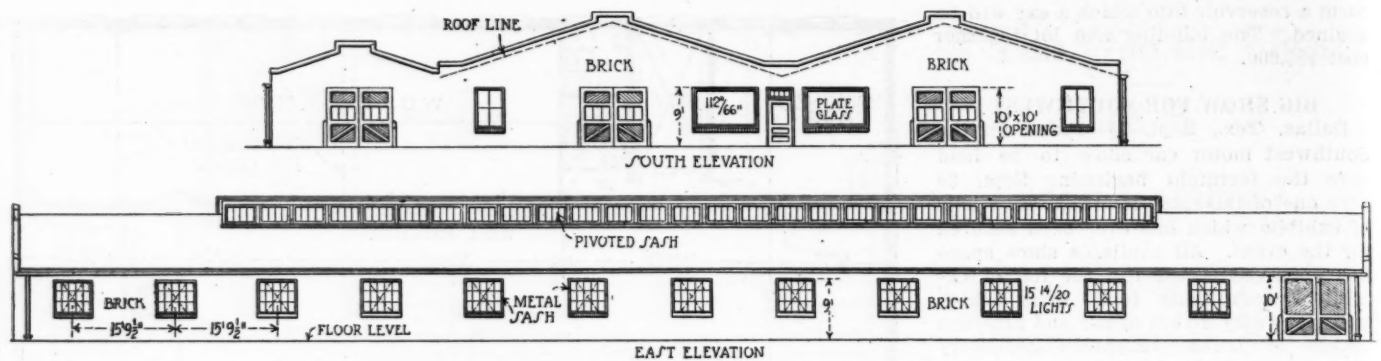 ROOF LINE
BRICK
BRICK
9'
112"/66"
PLATE
GLASS
10'x10'
OPENING
SOUTH ELEVATION
PIVOTED SASH
BRICK
METAL
SASH
9'
BRICK
15 14/20
LIGHTS
10'
15'9½"
15'9½"
FLOOR LEVEL
EAST ELEVATION